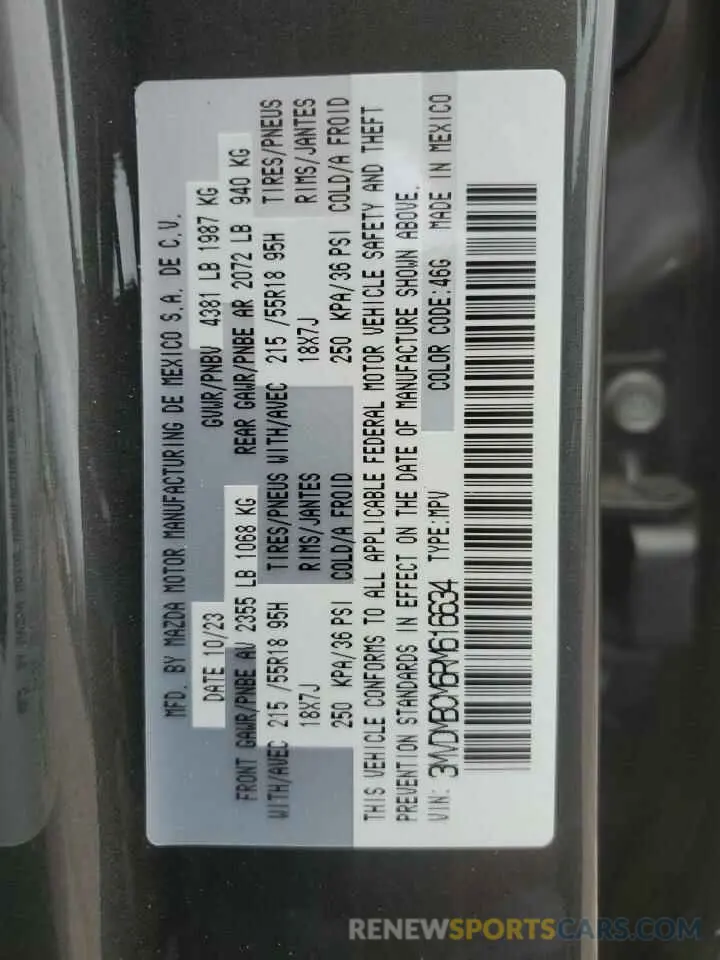 MFD. BY MAZDA MOTOR MANUFACTURING DE MEXICO S.A. DE C.V.
DATE 10/23 GVWR/PNBV 4381 LB 1987 KG
FRONT GAWR/PNBE AV 2355 LB 1068 KG REAR GAWR/PNBE AR 2072 LB 940 KG
WITH/AVEC 215 /55R18 95H TIRES/PNEUS WITH/AVEC 215 /55R18 95H TIRES/PNEUS
18X7J RIMS/JANTES 18X7J RIMS/JANTES
250 KPA/36 PSI COLD/A FROID 250 KPA/36 PSI COLD/A FROID
THIS VEHICLE CONFORMS TO ALL APPLICABLE FEDERAL MOTOR VEHICLE SAFETY AND THEFT
PREVENTION STANDARDS IN EFFECT ON THE DATE OF MANUFACTURE SHOWN ABOVE.
VIN: 3MVDMBCM6RM616634 TYPE:MPV COLOR CODE:46G MADE IN MEXICO
RENEWSPORTSCARS.COM